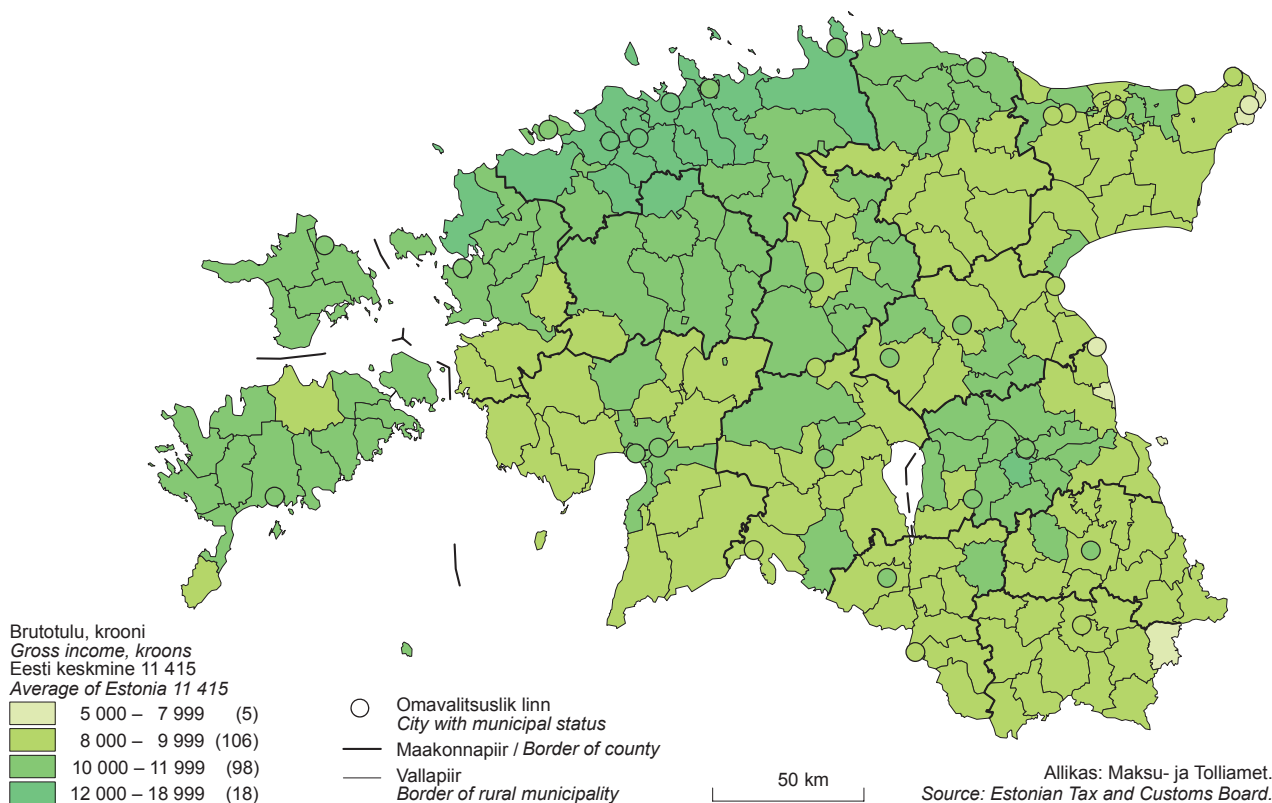 Brutotulu, krooni
Gross income, kroons
Eesti keskmine 11 415
Average of Estonia 11 415
5 000 – 7 999 (5)
8 000 – 9 999 (106)
10 000 – 11 999 (98)
12 000 – 18 999 (18)
Omavalitsuslik linn
City with municipal status
Maakonnapiir / Border of county
Vallapiir
Border of rural municipality
50 km
Allikas: Maksu- ja Tolliamet.
Source: Estonian Tax and Customs Board.